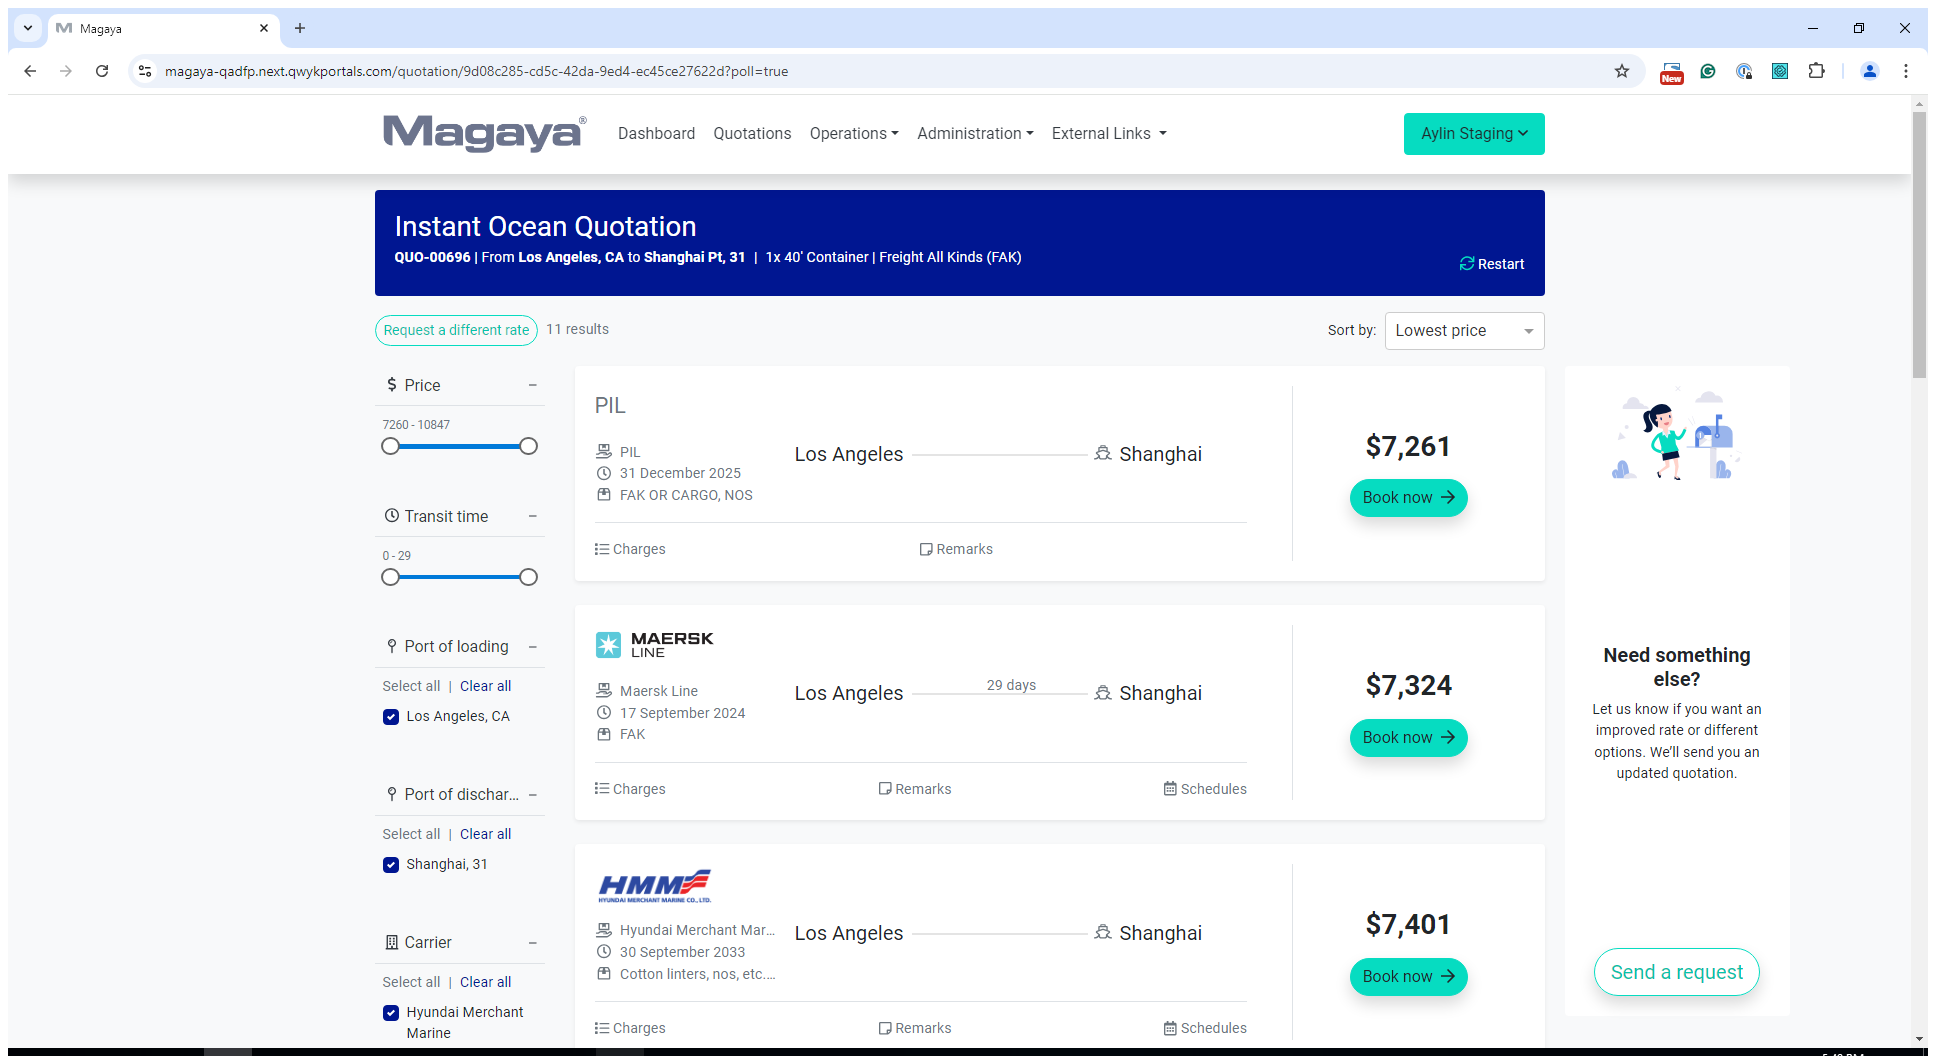 Magaya
magaya-qadfp.next.qwykportals.com/quotation/9d08c285-cd5c-42da-9ed4-ec45ce27622d?poll=true
New
Magaya®
Dashboard Quotations Operations Administration External Links
Aylin Staging
Instant Ocean Quotation
QUO-00696 | From Los Angeles, CA to Shanghai Pt, 31 | 1x 40' Container | Freight All Kinds (FAK)
Restart
Request a different rate
11 results
Sort by: Lowest price
Price
7260 - 10847
Transit time
0 - 29
Port of loading
Select all | Clear all
Los Angeles, CA
Port of dischar...
Select all | Clear all
Shanghai, 31
Carrier
Select all | Clear all
Hyundai Merchant
Marine
PIL
PIL
31 December 2025
FAK OR CARGO, NOS
Los Angeles
Shanghai
$7,261
Book now
Charges
Remarks
MAERSK
LINE
Maersk Line
17 September 2024
FAK
Los Angeles
29 days
Shanghai
$7,324
Book now
Charges
Remarks
Schedules
HMM
HYUNDAI MERCHANT MARINE CO., LTD.
Hyundai Merchant Mar...
30 September 2033
Cotton linters, nos, etc....
Los Angeles
Shanghai
$7,401
Book now
Charges
Remarks
Schedules
Need something
else?
Let us know if you want an
improved rate or different
options. We'll send you an
updated quotation.
Send a request